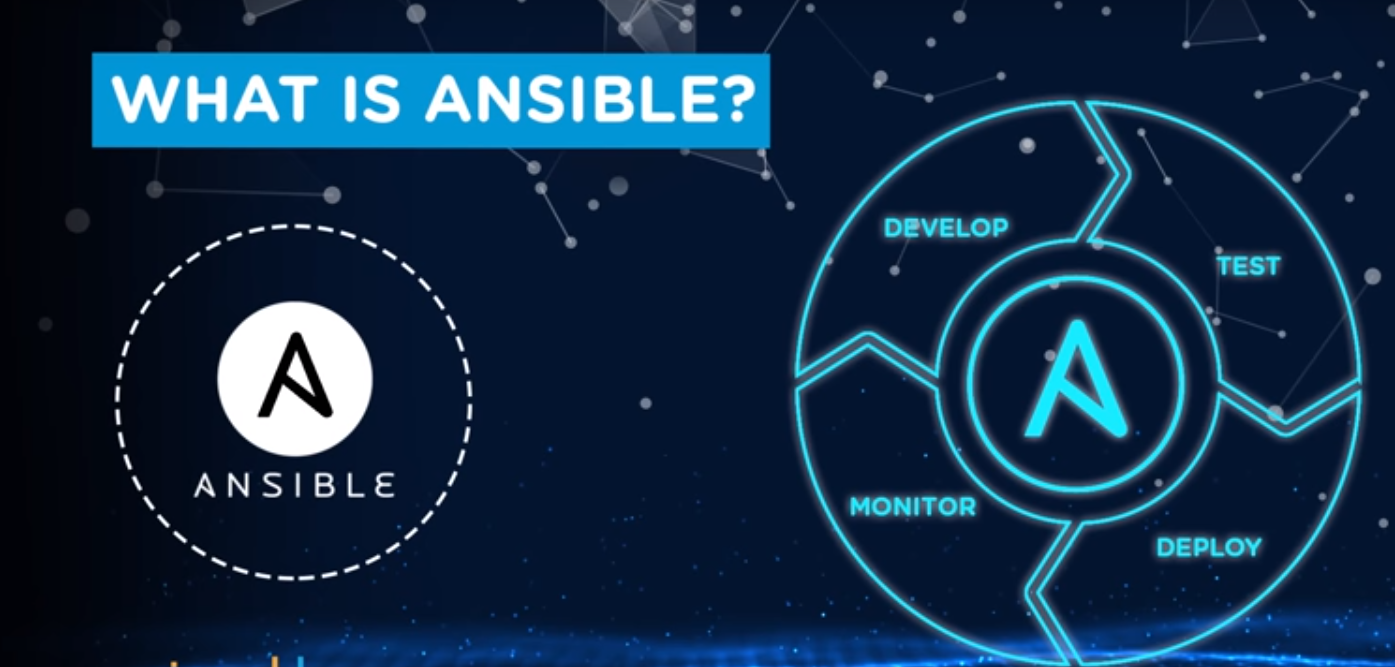 WHAT IS ANSIBLE?
ANSIBLE
DEVELOP
TEST
MONITOR
DEPLOY